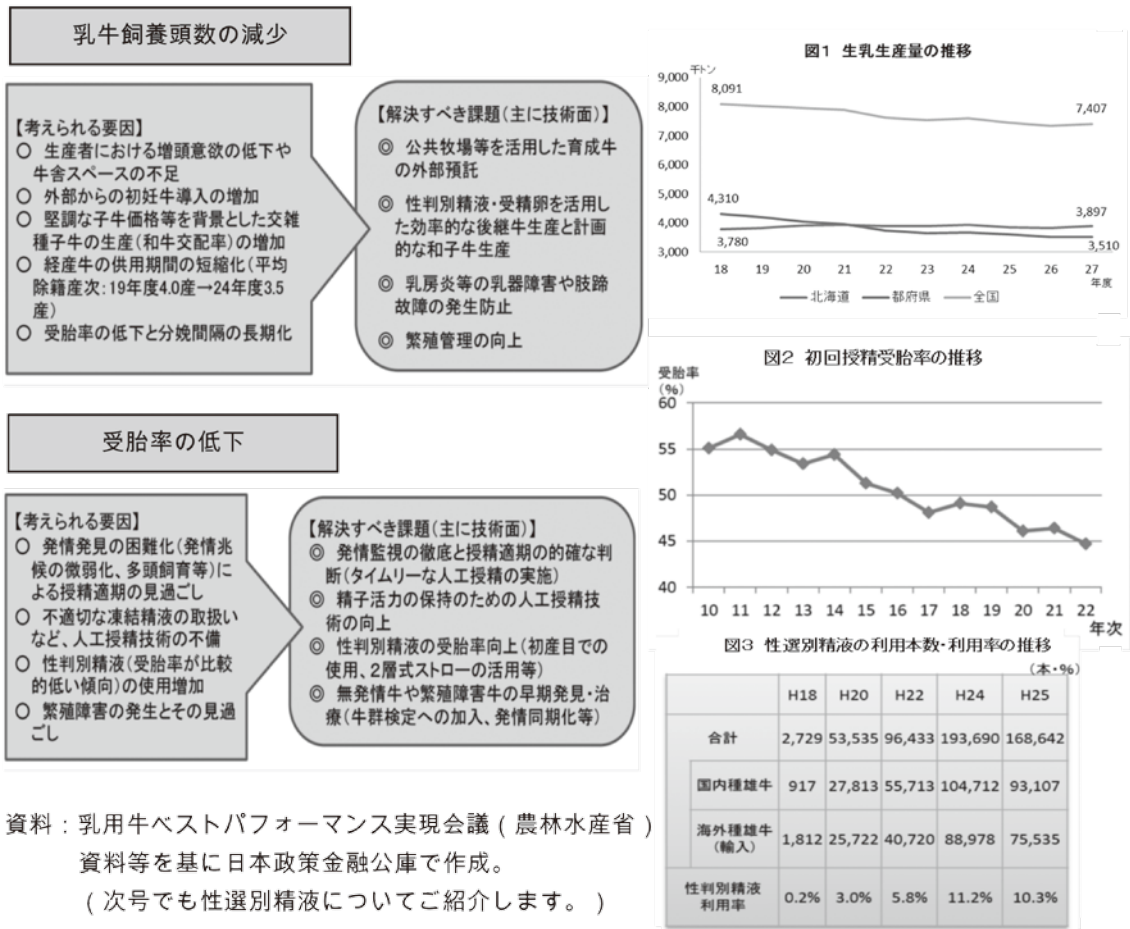 乳牛飼養頭数の減少
【考えられる要因】
○ 生産者における増頭意欲の低下や
牛舎スペースの不足
○ 外部からの初妊牛導入の増加
○ 堅調な子牛価格等を背景とした交雑
種子牛の生産(和牛交配率)の増加
○ 経産牛の供用期間の短縮化(平均
除籍産次:19年度4.0産→24年度3.5
産)
○ 受胎率の低下と分娩間隔の長期化
【解決すべき課題(主に技術面)】
◎ 公共牧場等を活用した育成牛
の外部預託
◎ 性判別精液・受精卵を活用し
た効率的な後継牛生産と計画
的な和子牛生産
◎ 乳房炎等の乳器障害や肢蹄
故障の発生防止
◎ 繁殖管理の向上
図1 生乳生産量の推移
千トン
9,000
8,000
7,000
6,000
5,000
4,000
3,000
8,091
7,407
4,310
3,897
3,780
3,510
18 19 20 21 22 23 24 25 26 27
年度
北海道 都府県 全国
受胎率の低下
【考えられる要因】
○ 発情発見の困難化(発情兆
候の微弱化、多頭飼育等)に
よる授精適期の見過ごし
○ 不適切な凍結精液の取扱い
など、人工授精技術の不備
○ 性判別精液(受胎率が比較
的低い傾向)の使用増加
○ 繁殖障害の発生とその見過
ごし
【解決すべき課題(主に技術面)】
◎ 発情監視の徹底と授精適期の的確な判
断(タイムリーな人工授精の実施)
◎ 精子活力の保持のための人工授精技
術の向上
◎ 性判別精液の受胎率向上(初産目での
使用、2層式ストローの活用等)
◎ 無発情牛や繁殖障害牛の早期発見・治
療(牛群検定への加入、発情同期化等)
図2 初回授精受胎率の推移
受胎率
(%)
60
55
50
45
40
10 11 12 13 14 15 16 17 18 19 20 21 22
年次
図3 性選別精液の利用本数・利用率の推移
(本・%)
H18 H20 H22 H24 H25
合計 2,729 53,535 96,433 193,690 168,642
国内種雄牛 917 27,813 55,713 104,712 93,107
海外種雄牛
(輸入) 1,812 25,722 40,720 88,978 75,535
性判別精液
利用率 0.2% 3.0% 5.8% 11.2% 10.3%
資料:乳用牛ベストパフォーマンス実現会議(農林水産省)
資料等を基に日本政策金融公庫で作成。
(次号でも性選別精液についてご紹介します。)